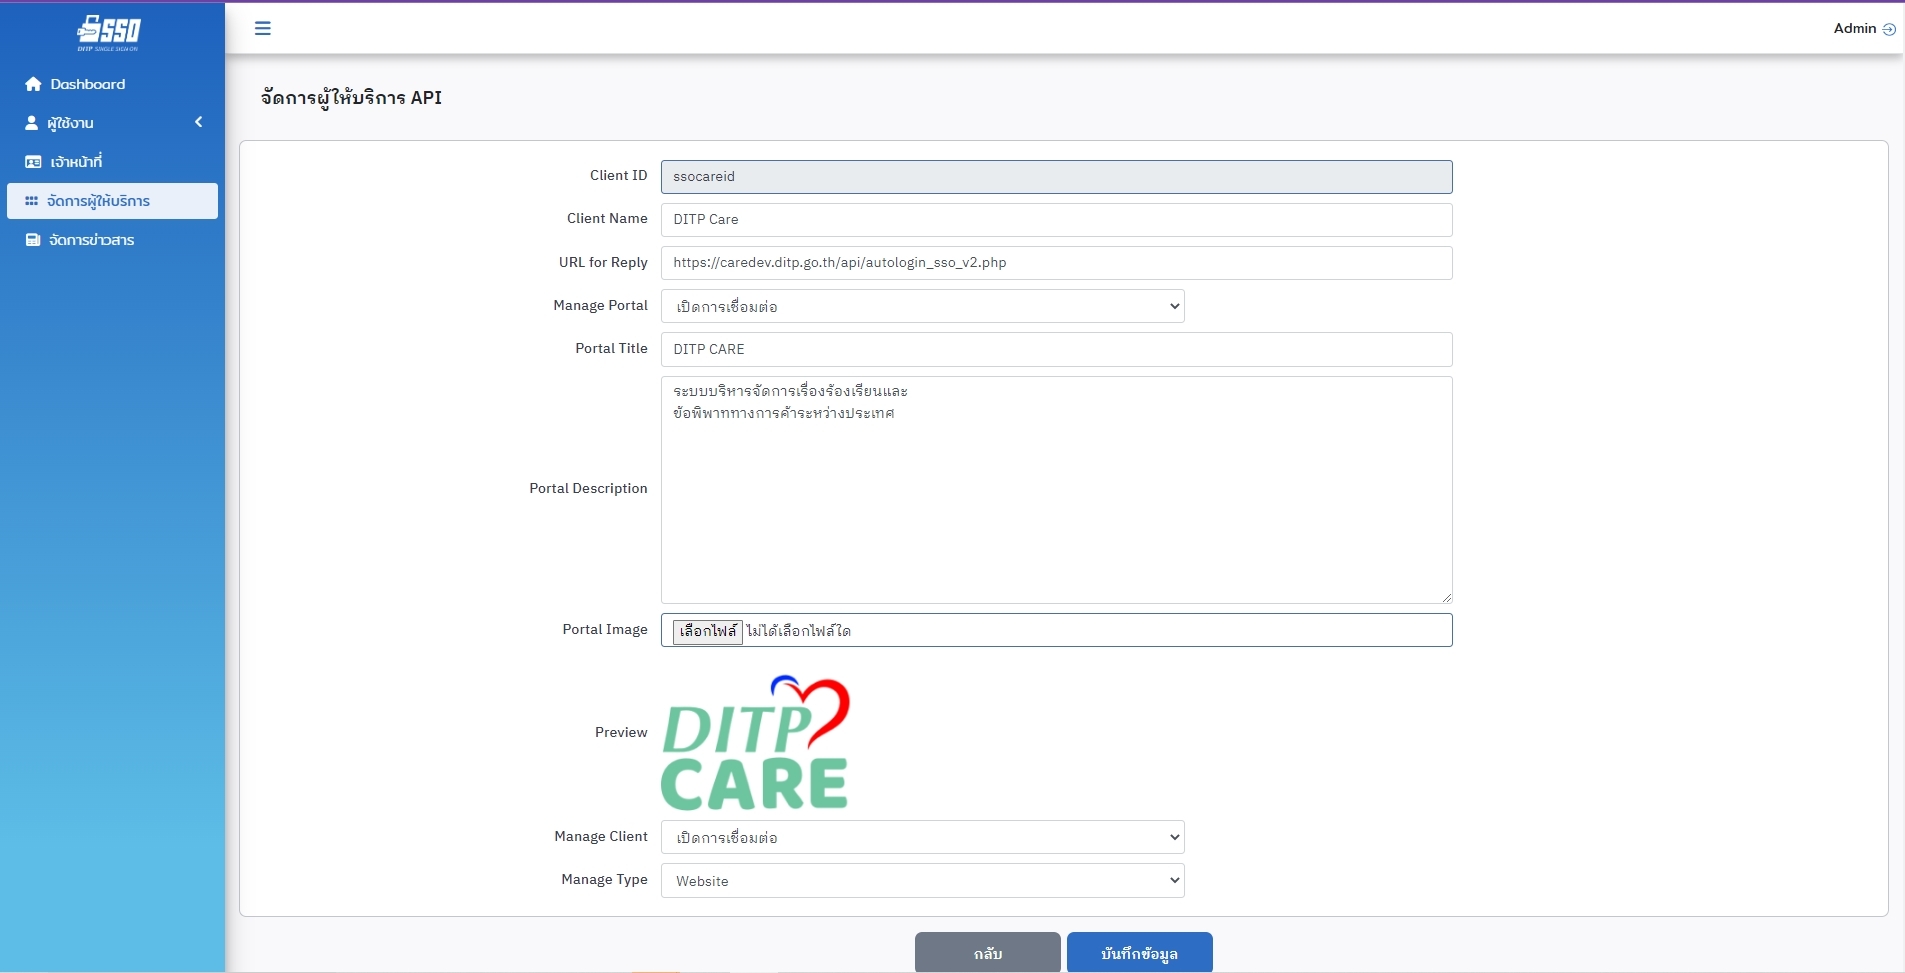 SSO
DITP SINGLE SIGN ON
Admin
Dashboard
ผู้ใช้งาน
เจ้าหน้าที่
จัดการผู้ให้บริการ
จัดการข่าวสาร
จัดการผู้ให้บริการ API
Client ID ssocareid
Client Name DITP Care
URL for Reply https://caredev.ditp.go.th/api/autologin_sso_v2.php
Manage Portal เปิดการเชื่อมต่อ
Portal Title DITP CARE
Portal Description ระบบบริหารจัดการเรื่องร้องเรียนและ
ข้อพิพาททางการค้าระหว่างประเทศ
Portal Image เลือกไฟล์ ไม่ได้เลือกไฟล์ใด
Preview DITP
CARE
Manage Client เปิดการเชื่อมต่อ
Manage Type Website
กลับ บันทึกข้อมูล